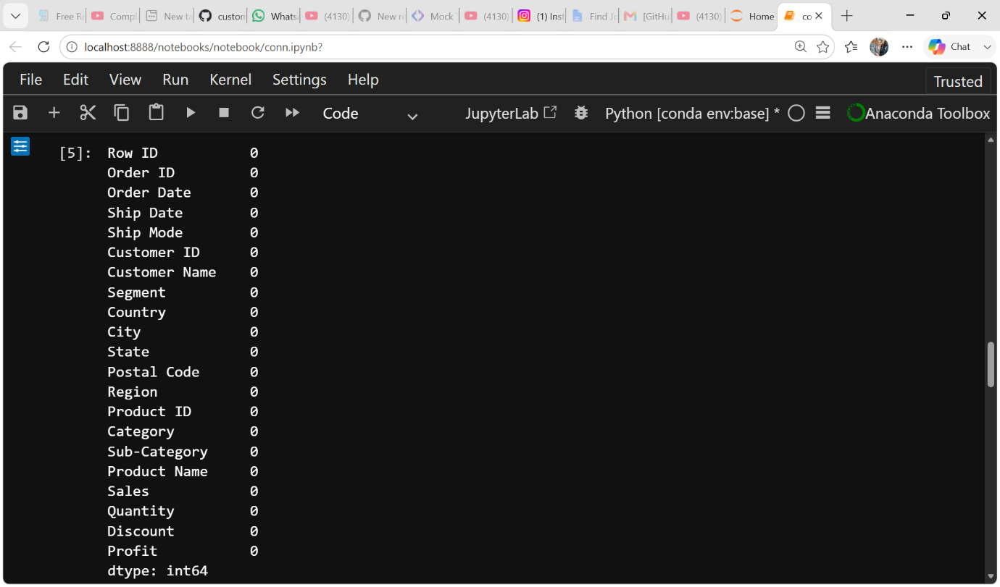 Free Re
Compl
New ta
custon
Whats
(4130)
New re
Mock
(4130)
(1) Inst
Find Jo
[GitHu
(4130)
Home
co
localhost:8888/notebooks/notebook/conn.ipynb?
Chat
File Edit View Run Kernel Settings Help
Trusted
Code
JupyterLab
Python [conda env:base] *
Anaconda Toolbox
[5]: Row ID 0
Order ID 0
Order Date 0
Ship Date 0
Ship Mode 0
Customer ID 0
Customer Name 0
Segment 0
Country 0
City 0
State 0
Postal Code 0
Region 0
Product ID 0
Category 0
Sub-Category 0
Product Name 0
Sales 0
Quantity 0
Discount 0
Profit 0
dtype: int64